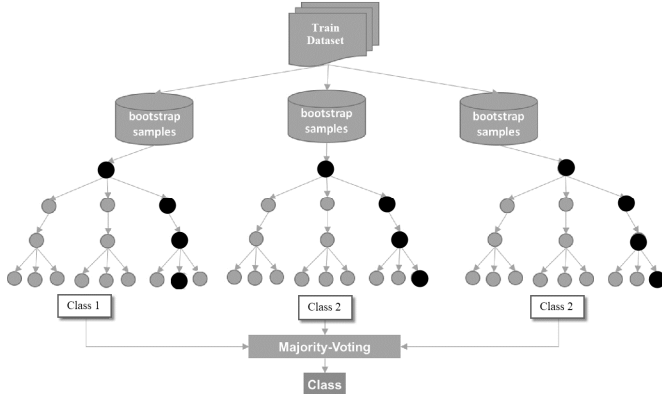 Train
Dataset
bootstrap
samples
bootstrap
samples
bootstrap
samples
Class 1
Class 2
Class 2
Majority-Voting
Class